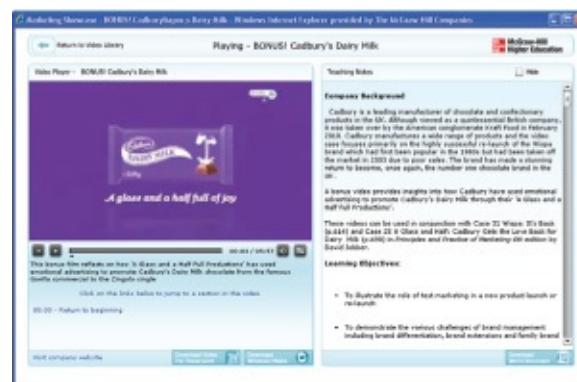 Marketing Showcase - BONUS! Cadbury&apos;s Dairy Milk - Windows Internet Explorer provided by The McGraw-Hill Companies
Return to Video Library
Playing - BONUS! Cadbury's Dairy Milk
McGraw-Hill
Higher Education
Video Player - BONUS! Cadbury's Dairy Milk
Cadbury
DAIRY MILK
A glass and a half full of joy
This bonus film reflects on how 'A Glass and a Half Full Productions' has used
emotional advertising to promote Cadbury's Dairy Milk chocolate from the famous
Gorilla commercial to the Zingolo single
Click on the links below to jump to a section in the video
00:00 - Return to beginning
Visit company website
Teaching Notes
Hide
Company Background
Cadbury is a leading manufacturer of chocolate and confectionary
products in the UK. Although viewed as a quintessential British company,
it was taken over by the American conglomerate Kraft Food in February
2010. Cadbury manufactures a wide range of products and the video
case focuses primarily on the highly successful re-launch of the Wispa
brand which had first been popular in the 1980s but had been taken off
the market in 2003 due to poor sales. The brand has made a stunning
return to become, once again, the number one chocolate brand in the
UK.
A bonus video provides insights into how Cadbury have used emotional
advertising to promote Cadbury's Dairy Milk through their 'A Glass and a
Half Full Productions'.
These videos can be used in conjunction with Case 31 Wispa: It's Back
and Case 25 A Glass and Half: Cadbury Gets the Love Back for
Dairy Milk in Principles and Practice of Marketing 6th edition by
David Jobber.
Learning Objectives:
• To illustrate the role of test marketing in a new product launch or
re-launch
• To demonstrate the various challenges of brand management
including brand differentiation, brand extensions and family brand